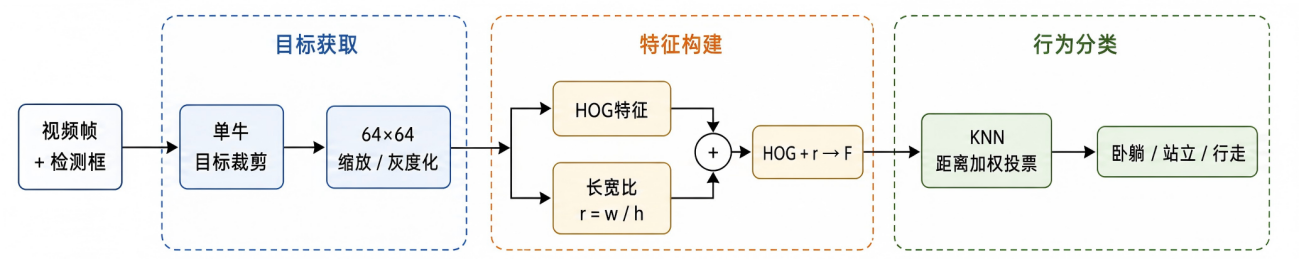 目标获取
特征构建
行为分类
视频帧
+ 检测框
单牛
目标裁剪
64×64
缩放 / 灰度化
HOG特征
长宽比
r = w / h
+
HOG + r → F
KNN
距离加权投票
卧躺 / 站立 / 行走